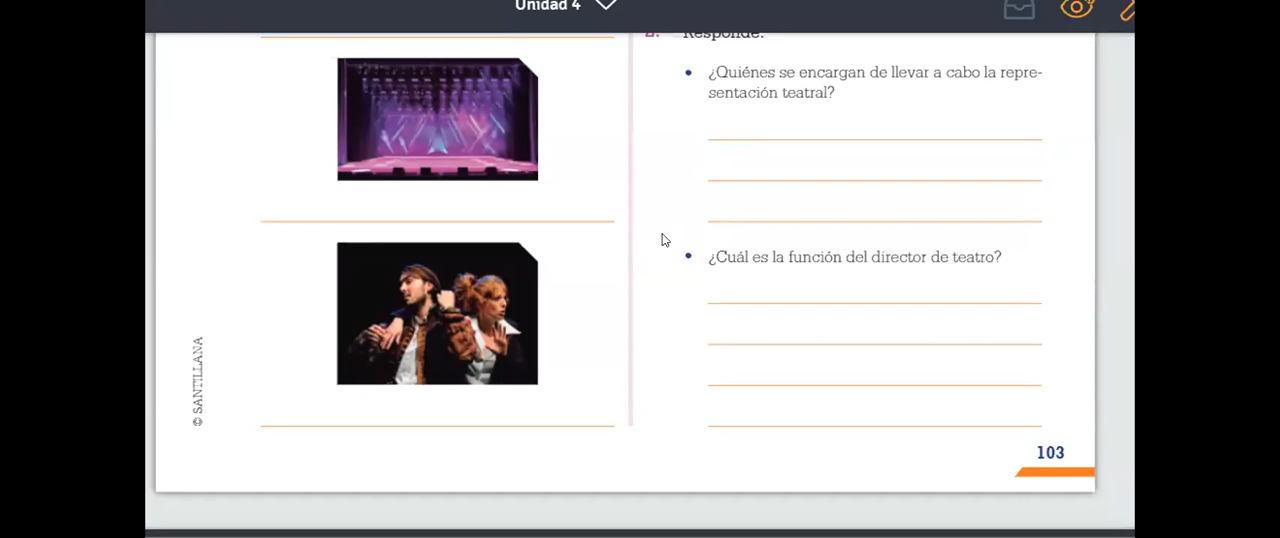 Unidad 4
2. Responde:
• ¿Quiénes se encargan de llevar a cabo la repre-
sentación teatral?
• ¿Cuál es la función del director de teatro?
© SANTILLANA
103